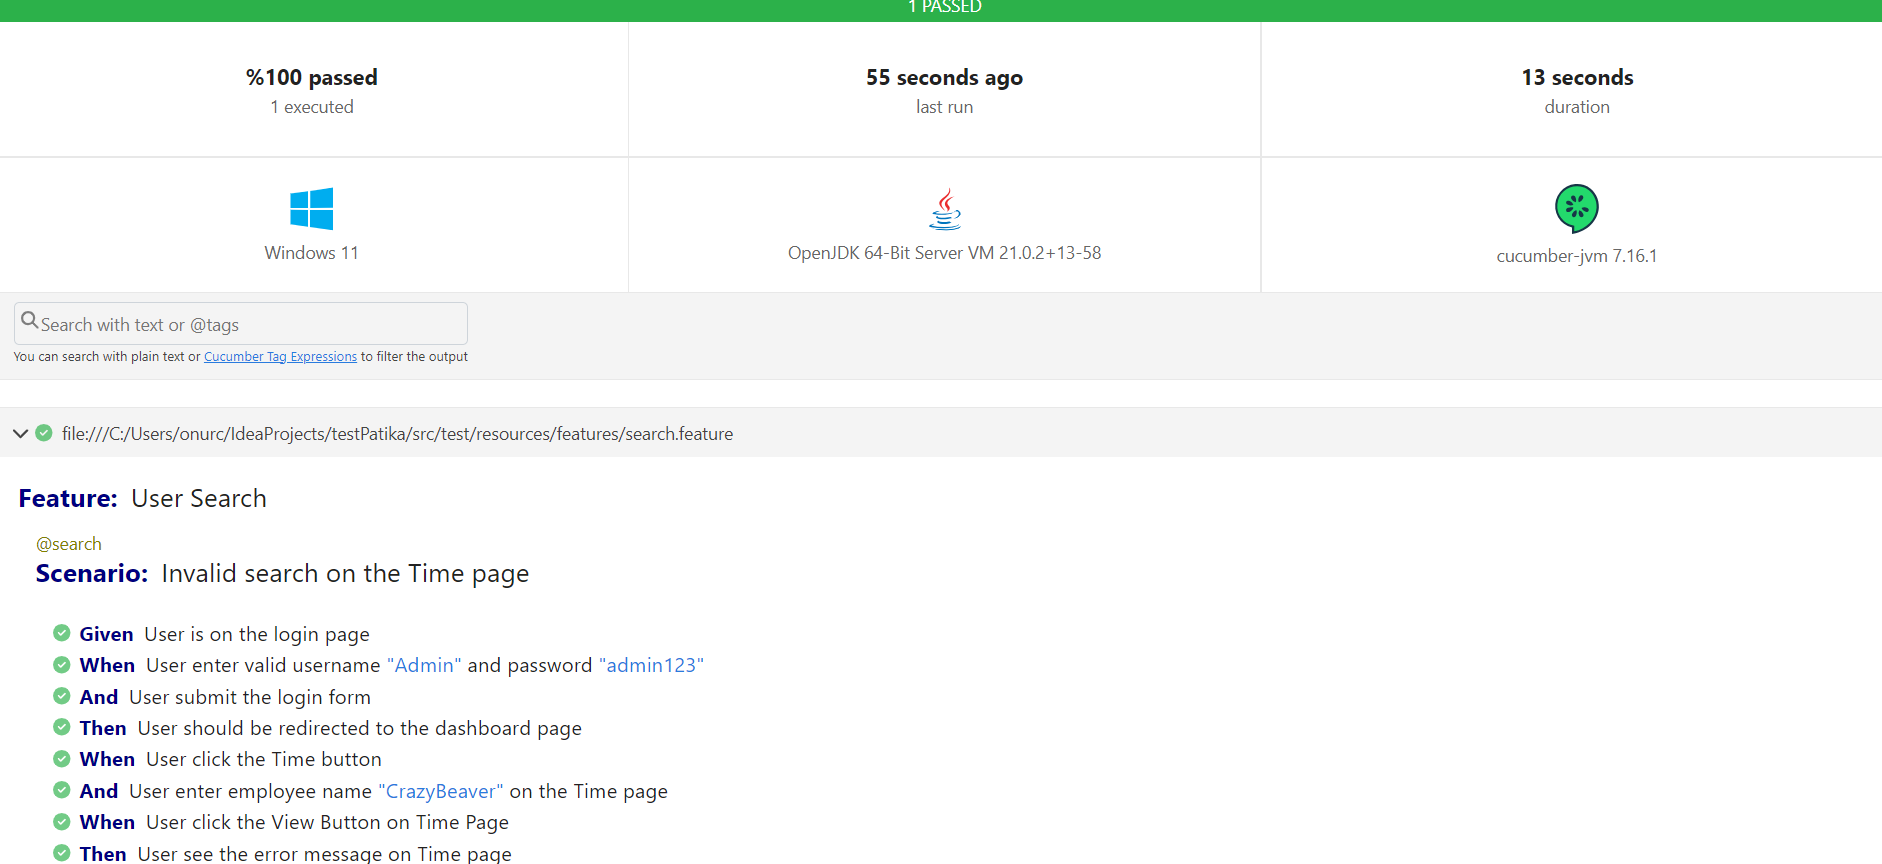 1 PASSED
%100 passed
1 executed
55 seconds ago
last run
13 seconds
duration
Windows 11
OpenJDK 64-Bit Server VM 21.0.2+13-58
cucumber-jvm 7.16.1
Search with text or @tags
You can search with plain text or Cucumber Tag Expressions to filter the output
file:///C:/Users/onurc/IdeaProjects/testPatika/src/test/resources/features/search.feature
Feature: User Search
@search
Scenario: Invalid search on the Time page
Given User is on the login page
When User enter valid username "Admin" and password "admin123"
And User submit the login form
Then User should be redirected to the dashboard page
When User click the Time button
And User enter employee name "CrazyBeaver" on the Time page
When User click the View Button on Time Page
Then User see the error message on Time page